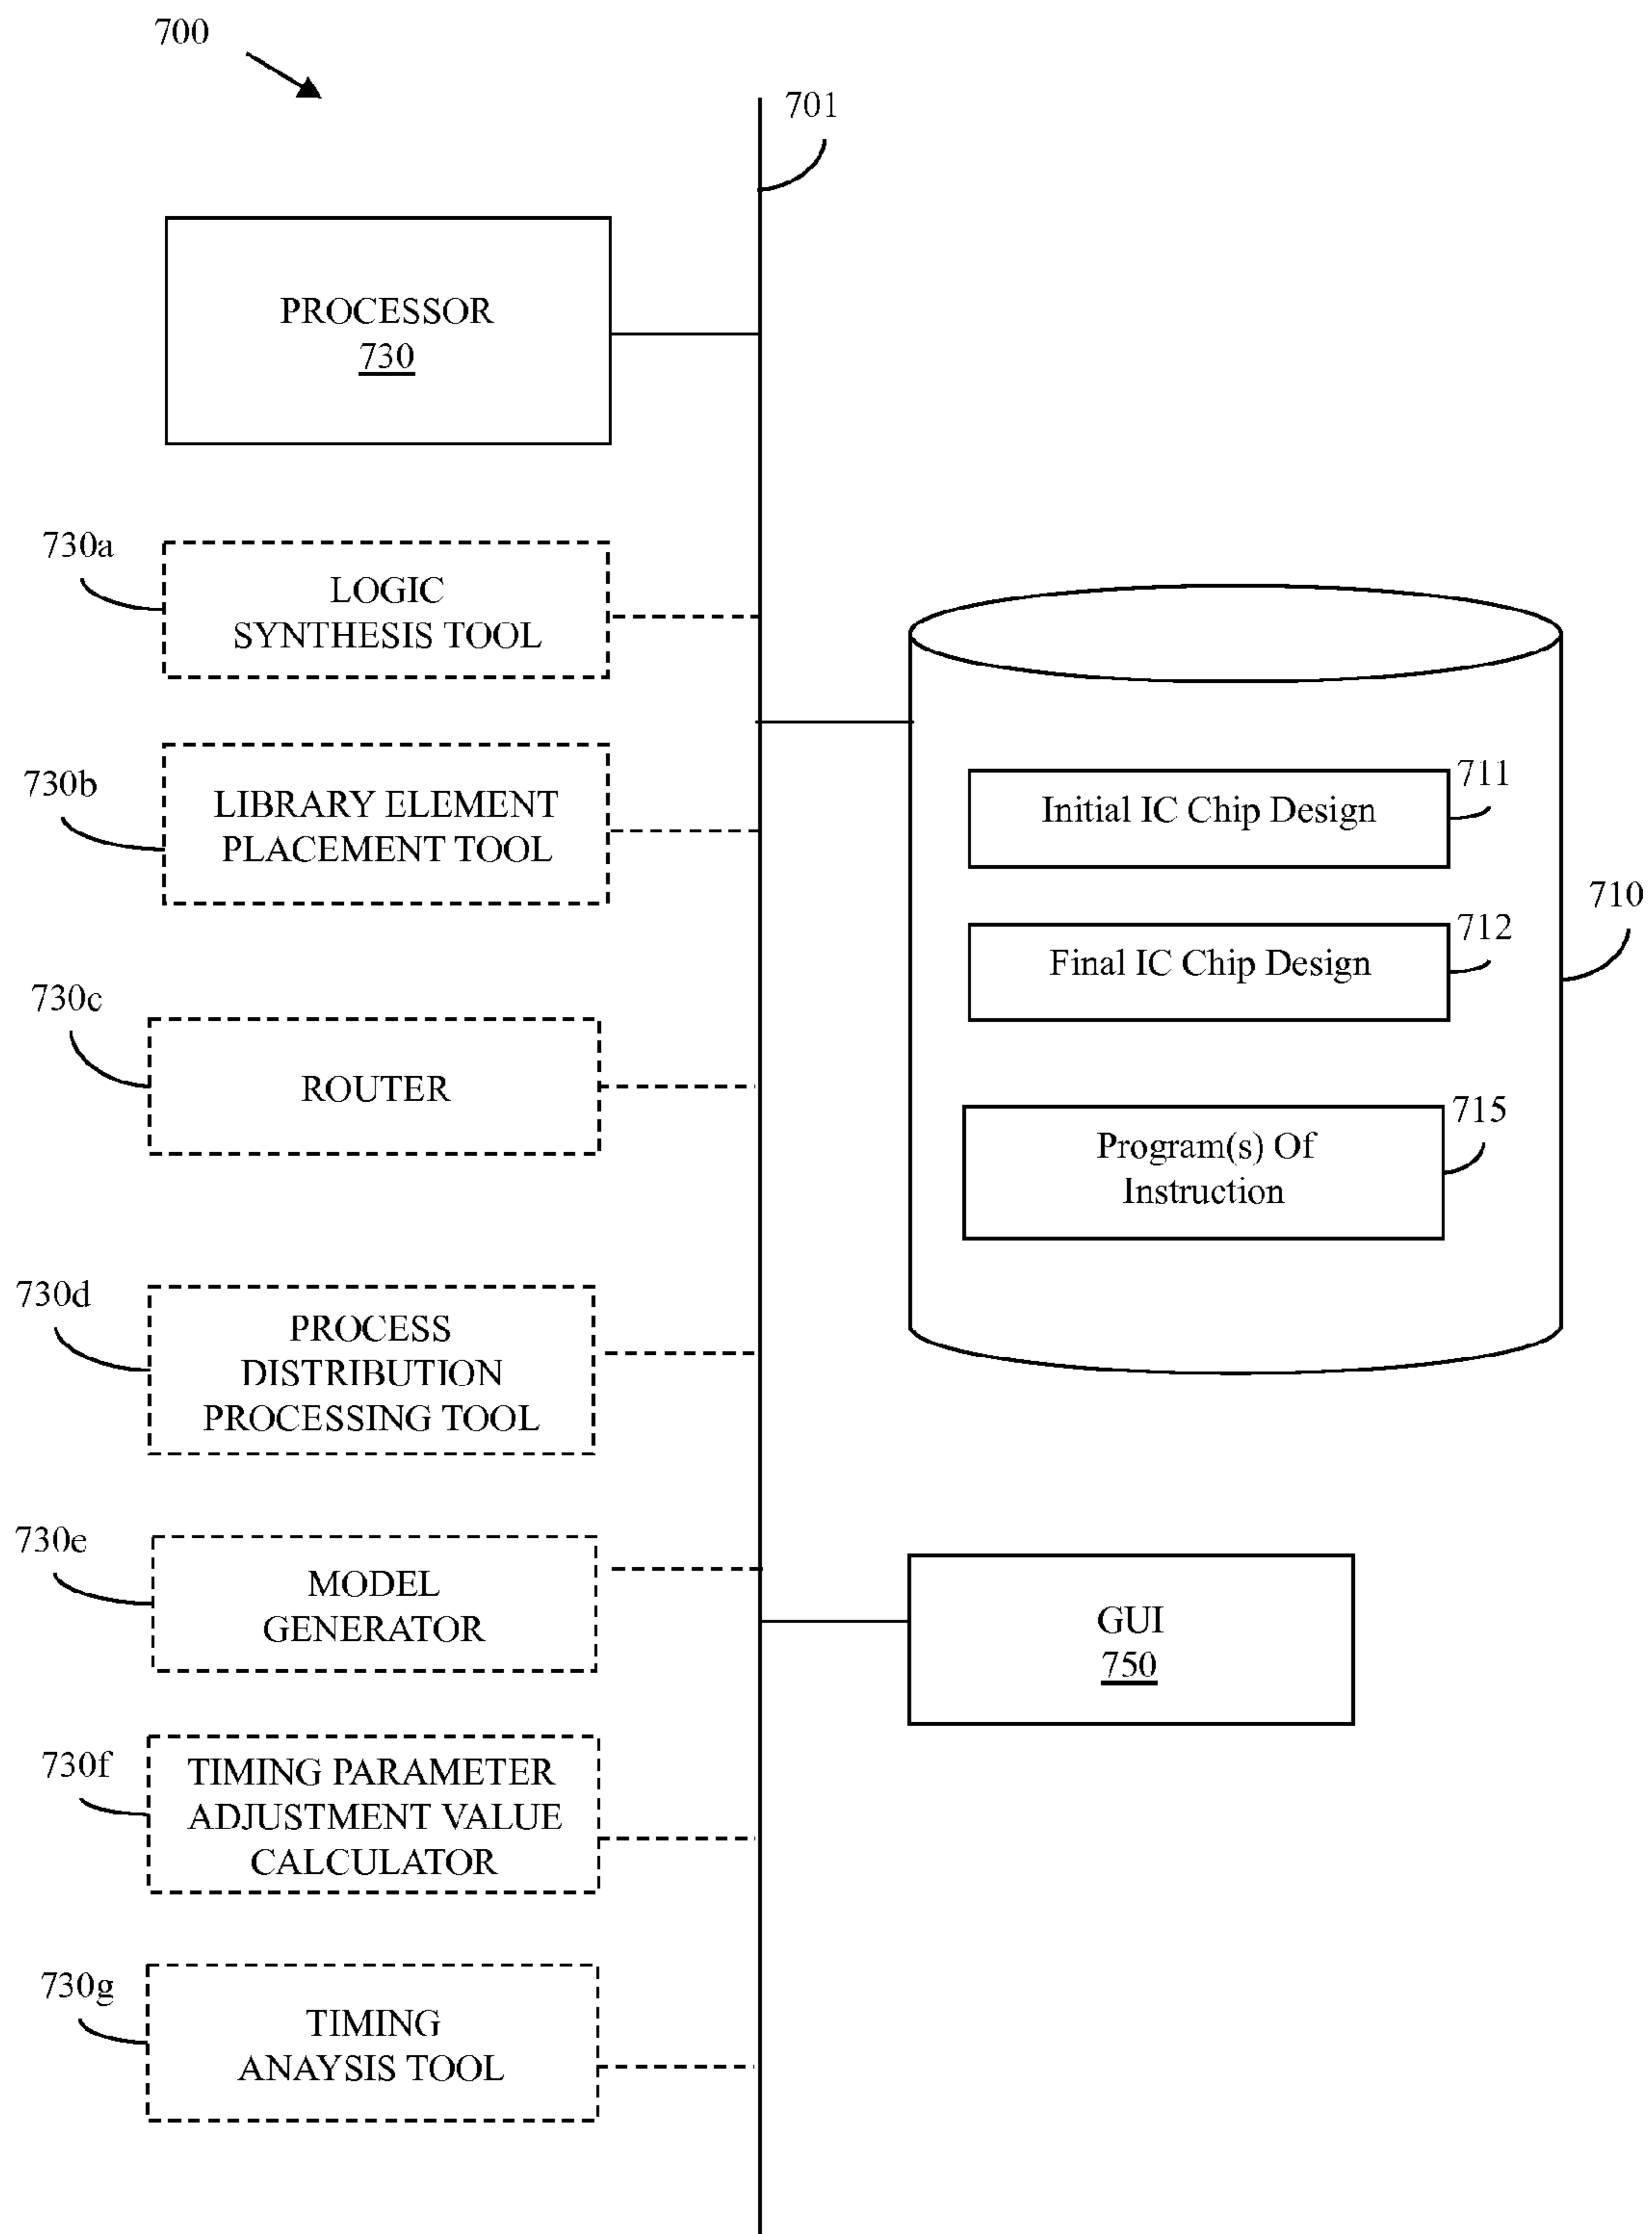 700
701
PROCESSOR
730
730a
LOGIC
SYNTHESIS TOOL
730b
LIBRARY ELEMENT
PLACEMENT TOOL
730c
ROUTER
730d
PROCESS
DISTRIBUTION
PROCESSING TOOL
730e
MODEL
GENERATOR
730f
TIMING PARAMETER
ADJUSTMENT VALUE
CALCULATOR
730g
TIMING
ANAYSIS TOOL
711
Initial IC Chip Design
712
Final IC Chip Design
710
715
Program(s) Of
Instruction
GUI
750